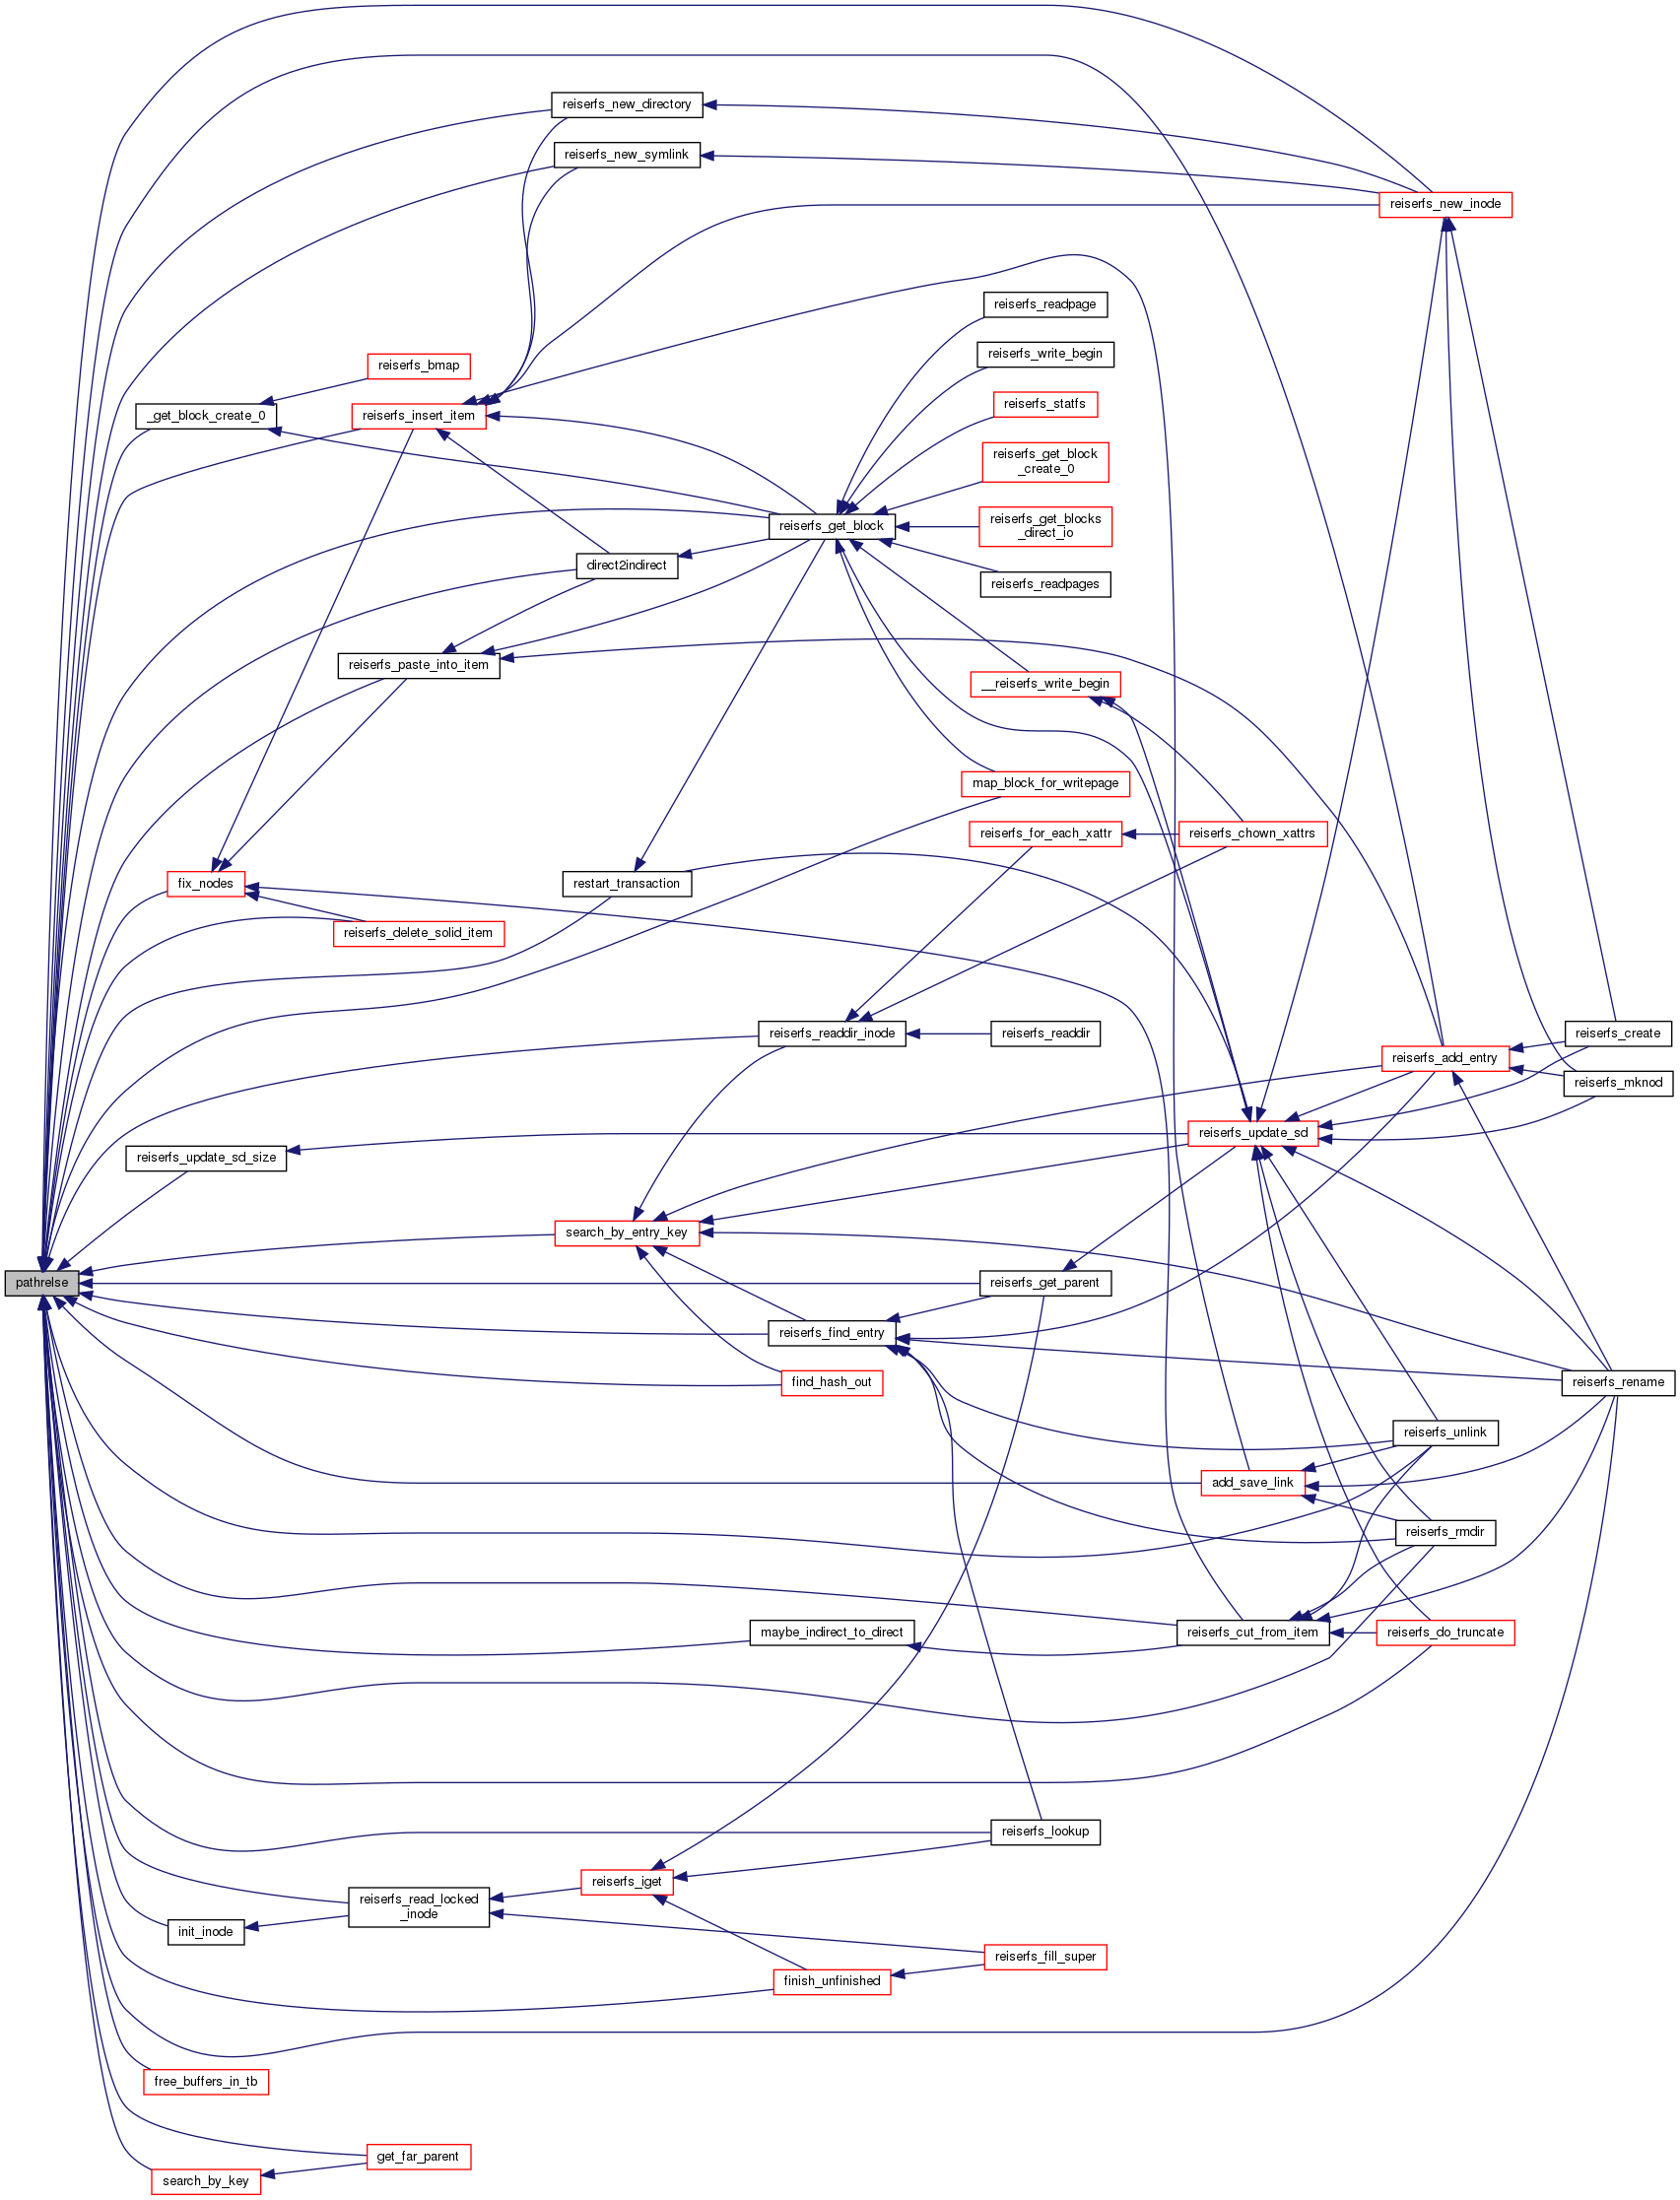 reiserfs_new_directory
reiserfs_new_symlink
reiserfs_new_inode
reiserfs_readpage
reiserfs_write_begin
reiserfs_bmap
reiserfs_statfs
_get_block_create_0
reiserfs_insert_item
reiserfs_get_block
_create_0
reiserfs_get_block
reiserfs_get_blocks
_direct_io
direct2indirect
reiserfs_readpages
reiserfs_paste_into_item
__reiserfs_write_begin
map_block_for_writepage
reiserfs_for_each_xattr
reiserfs_chown_xattrs
fix_nodes
restart_transaction
reiserfs_delete_solid_item
reiserfs_readdir_inode
reiserfs_readdir
reiserfs_create
reiserfs_add_entry
reiserfs_mknod
reiserfs_update_sd
reiserfs_update_sd_size
search_by_entry_key
pathrelse
reiserfs_get_parent
reiserfs_find_entry
find_hash_out
reiserfs_rename
reiserfs_unlink
add_save_link
reiserfs_rmdir
maybe_indirect_to_direct
reiserfs_cut_from_item
reiserfs_do_truncate
reiserfs_lookup
reiserfs_iget
reiserfs_read_locked
_inode
init_inode
reiserfs_fill_super
finish_unfinished
free_buffers_in_tb
get_far_parent
search_by_key